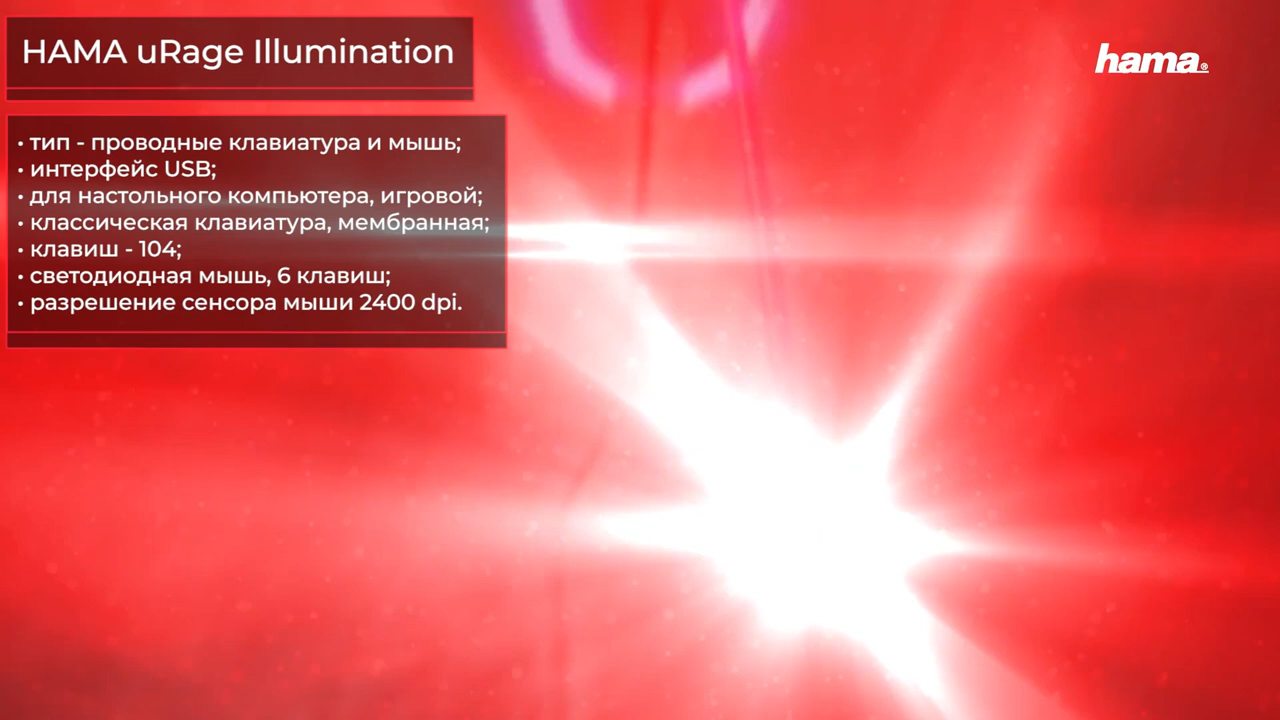 HAMA uRage Illumination
hama®
• тип - проводные клавиатура и мышь;
• интерфейс USB;
• для настольного компьютера, игровой;
• классическая клавиатура, мембранная;
• клавиш - 104;
• светодиодная мышь, 6 клавиш;
• разрешение сенсора мыши 2400 dpi.